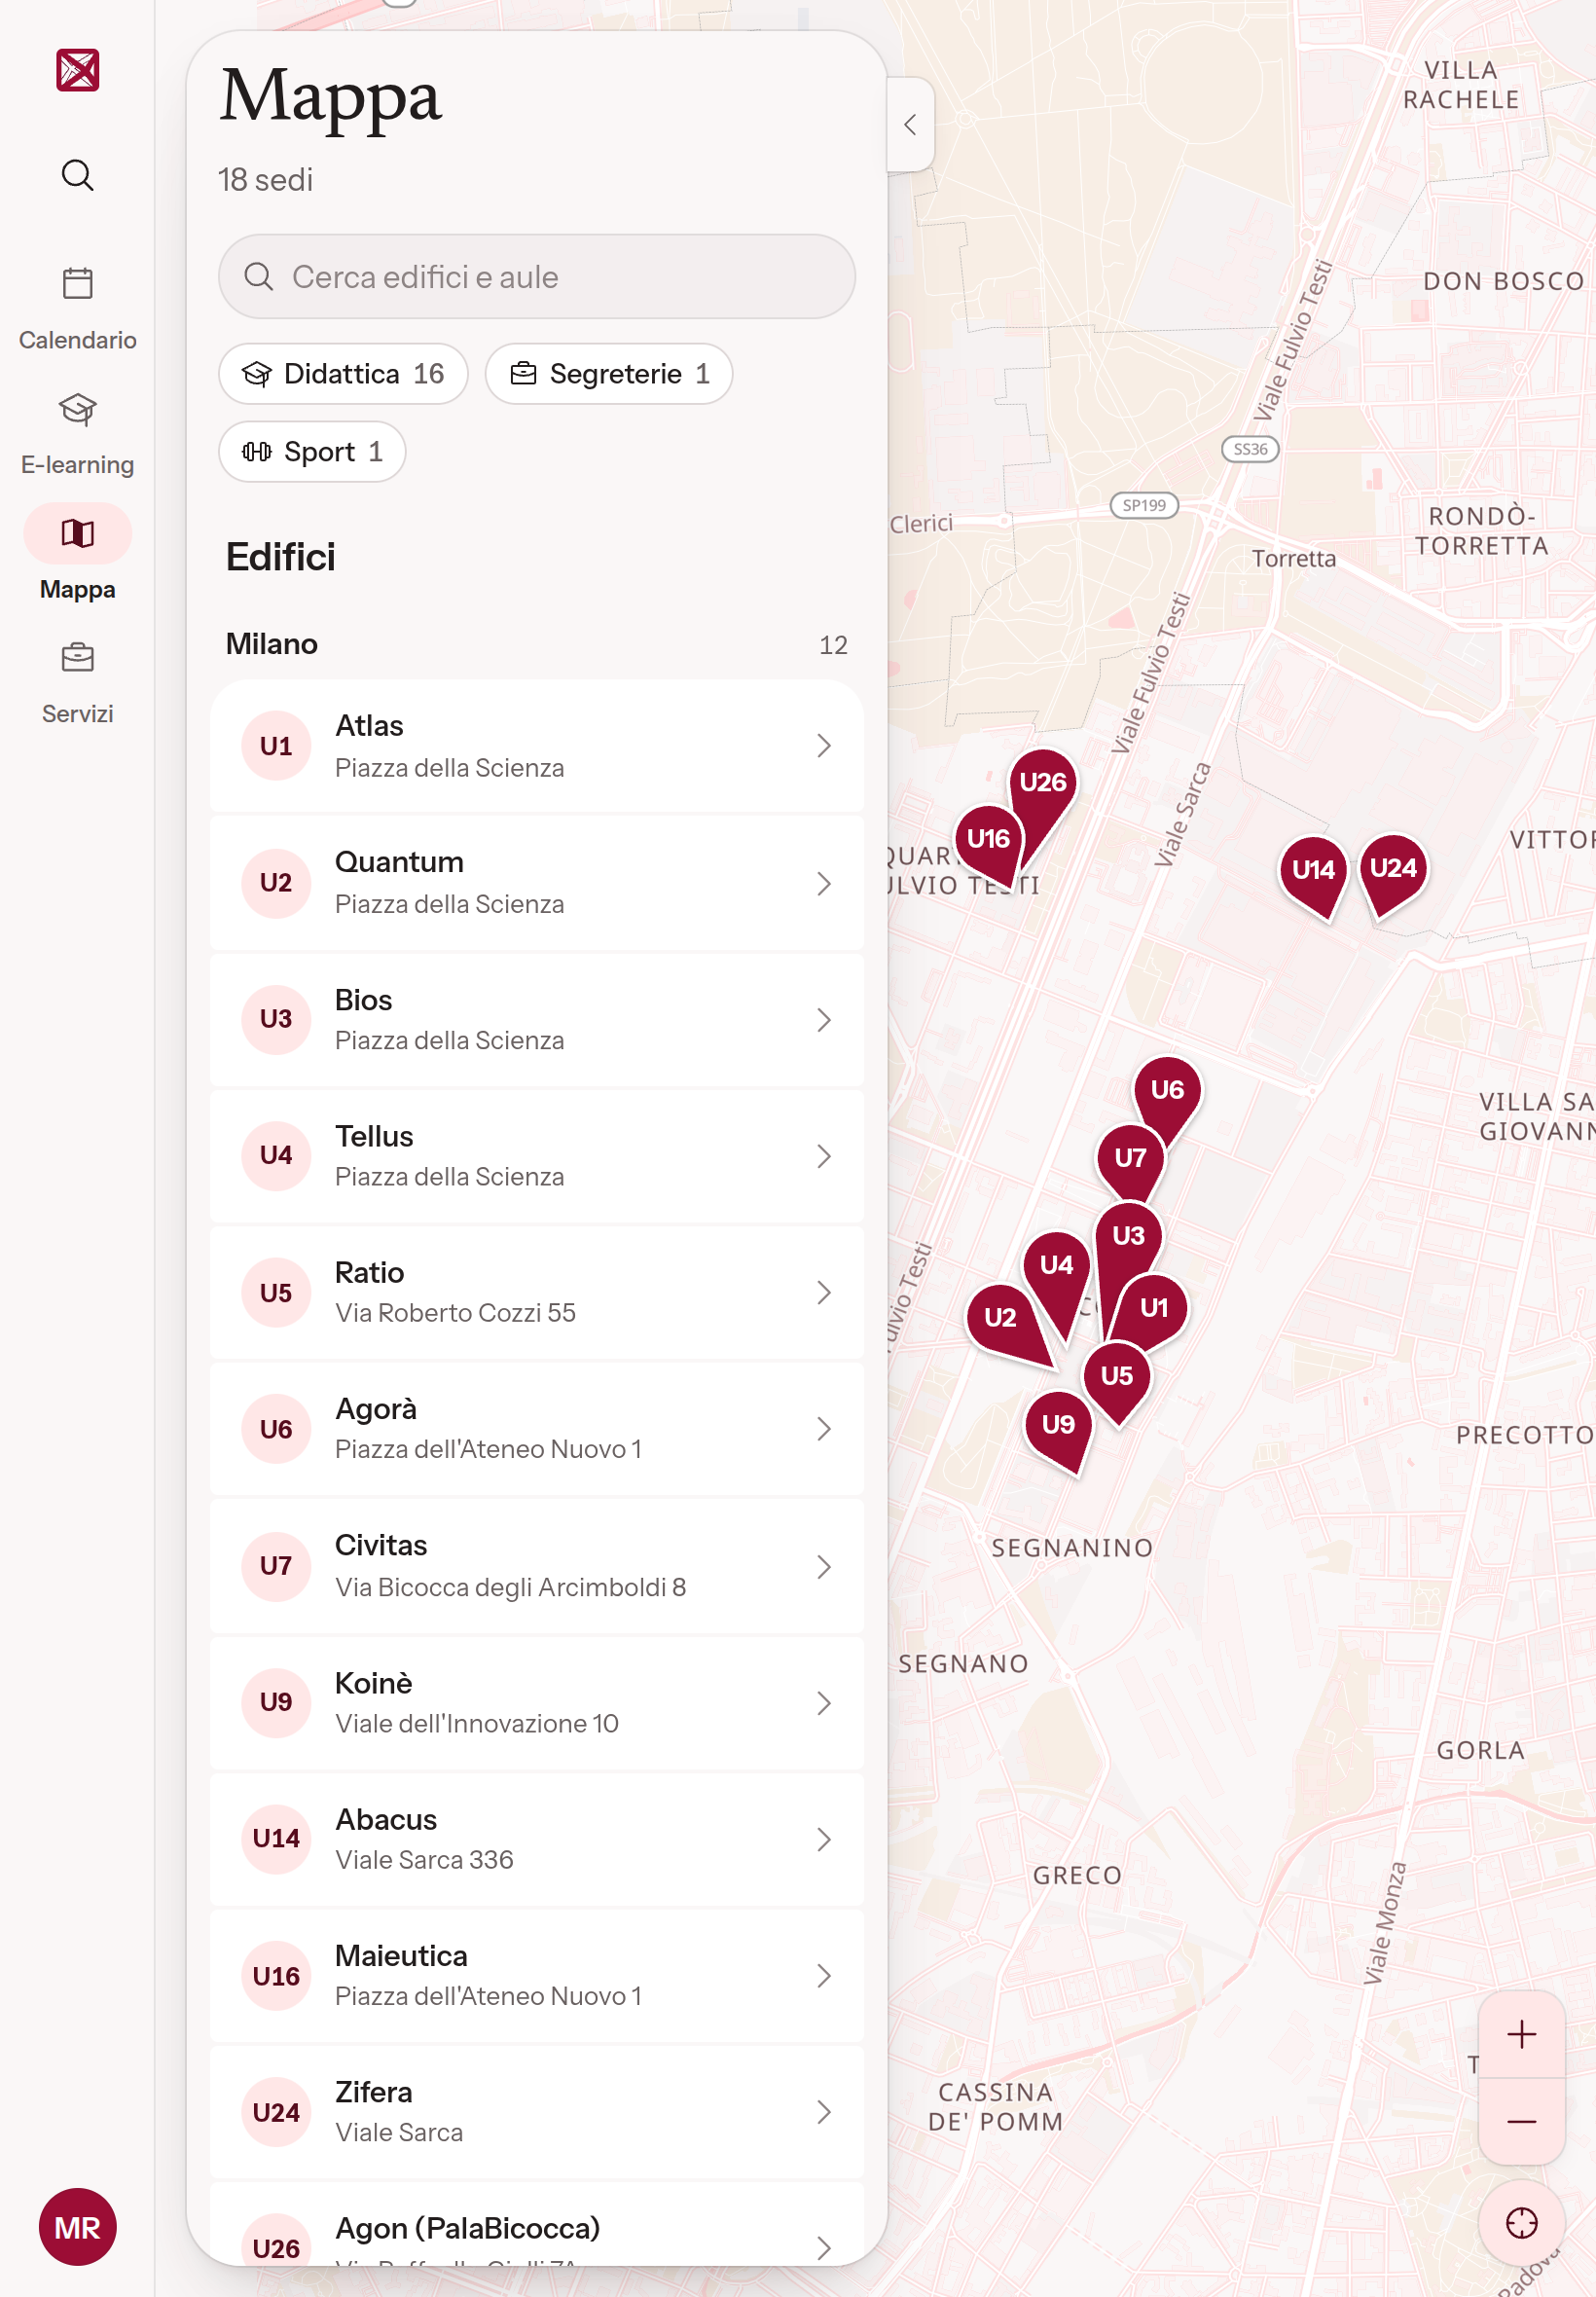 Calendario
E-learning
Mappa
Servizi
MR
Mappa
18 sedi
Cerca edifici e aule
Didattica 16
Segreterie 1
Sport 1
Edifici
Milano 12
U1 Atlas
Piazza della Scienza
U2 Quantum
Piazza della Scienza
U3 Bios
Piazza della Scienza
U4 Tellus
Piazza della Scienza
U5 Ratio
Via Roberto Cozzi 55
U6 Agorà
Piazza dell'Ateneo Nuovo 1
U7 Civitas
Via Bicocca degli Arcimboldi 8
U9 Koinè
Viale dell'Innovazione 10
U14 Abacus
Viale Sarca 336
U16 Maieutica
Piazza dell'Ateneo Nuovo 1
U24 Zifera
Viale Sarca
U26 Agon (PalaBicocca)
VILLA
RACHELE
DON BOSCO
Viale Fulvio Testi
SS36
SP199
Clerici
RONDÒ-
TORRETTA
Torretta
Viale Fulvio Testi
Viale Sarca
U26
U16
TESTI
U14
U24
U6
VILLA
U7
U3
U4
U1
U2
Testi
U5
U9
PRECOTTO
SEGNANINO
SEGNANO
GORLA
GRECO
Viale Monza
CASSINA
DE' POMM
Padova